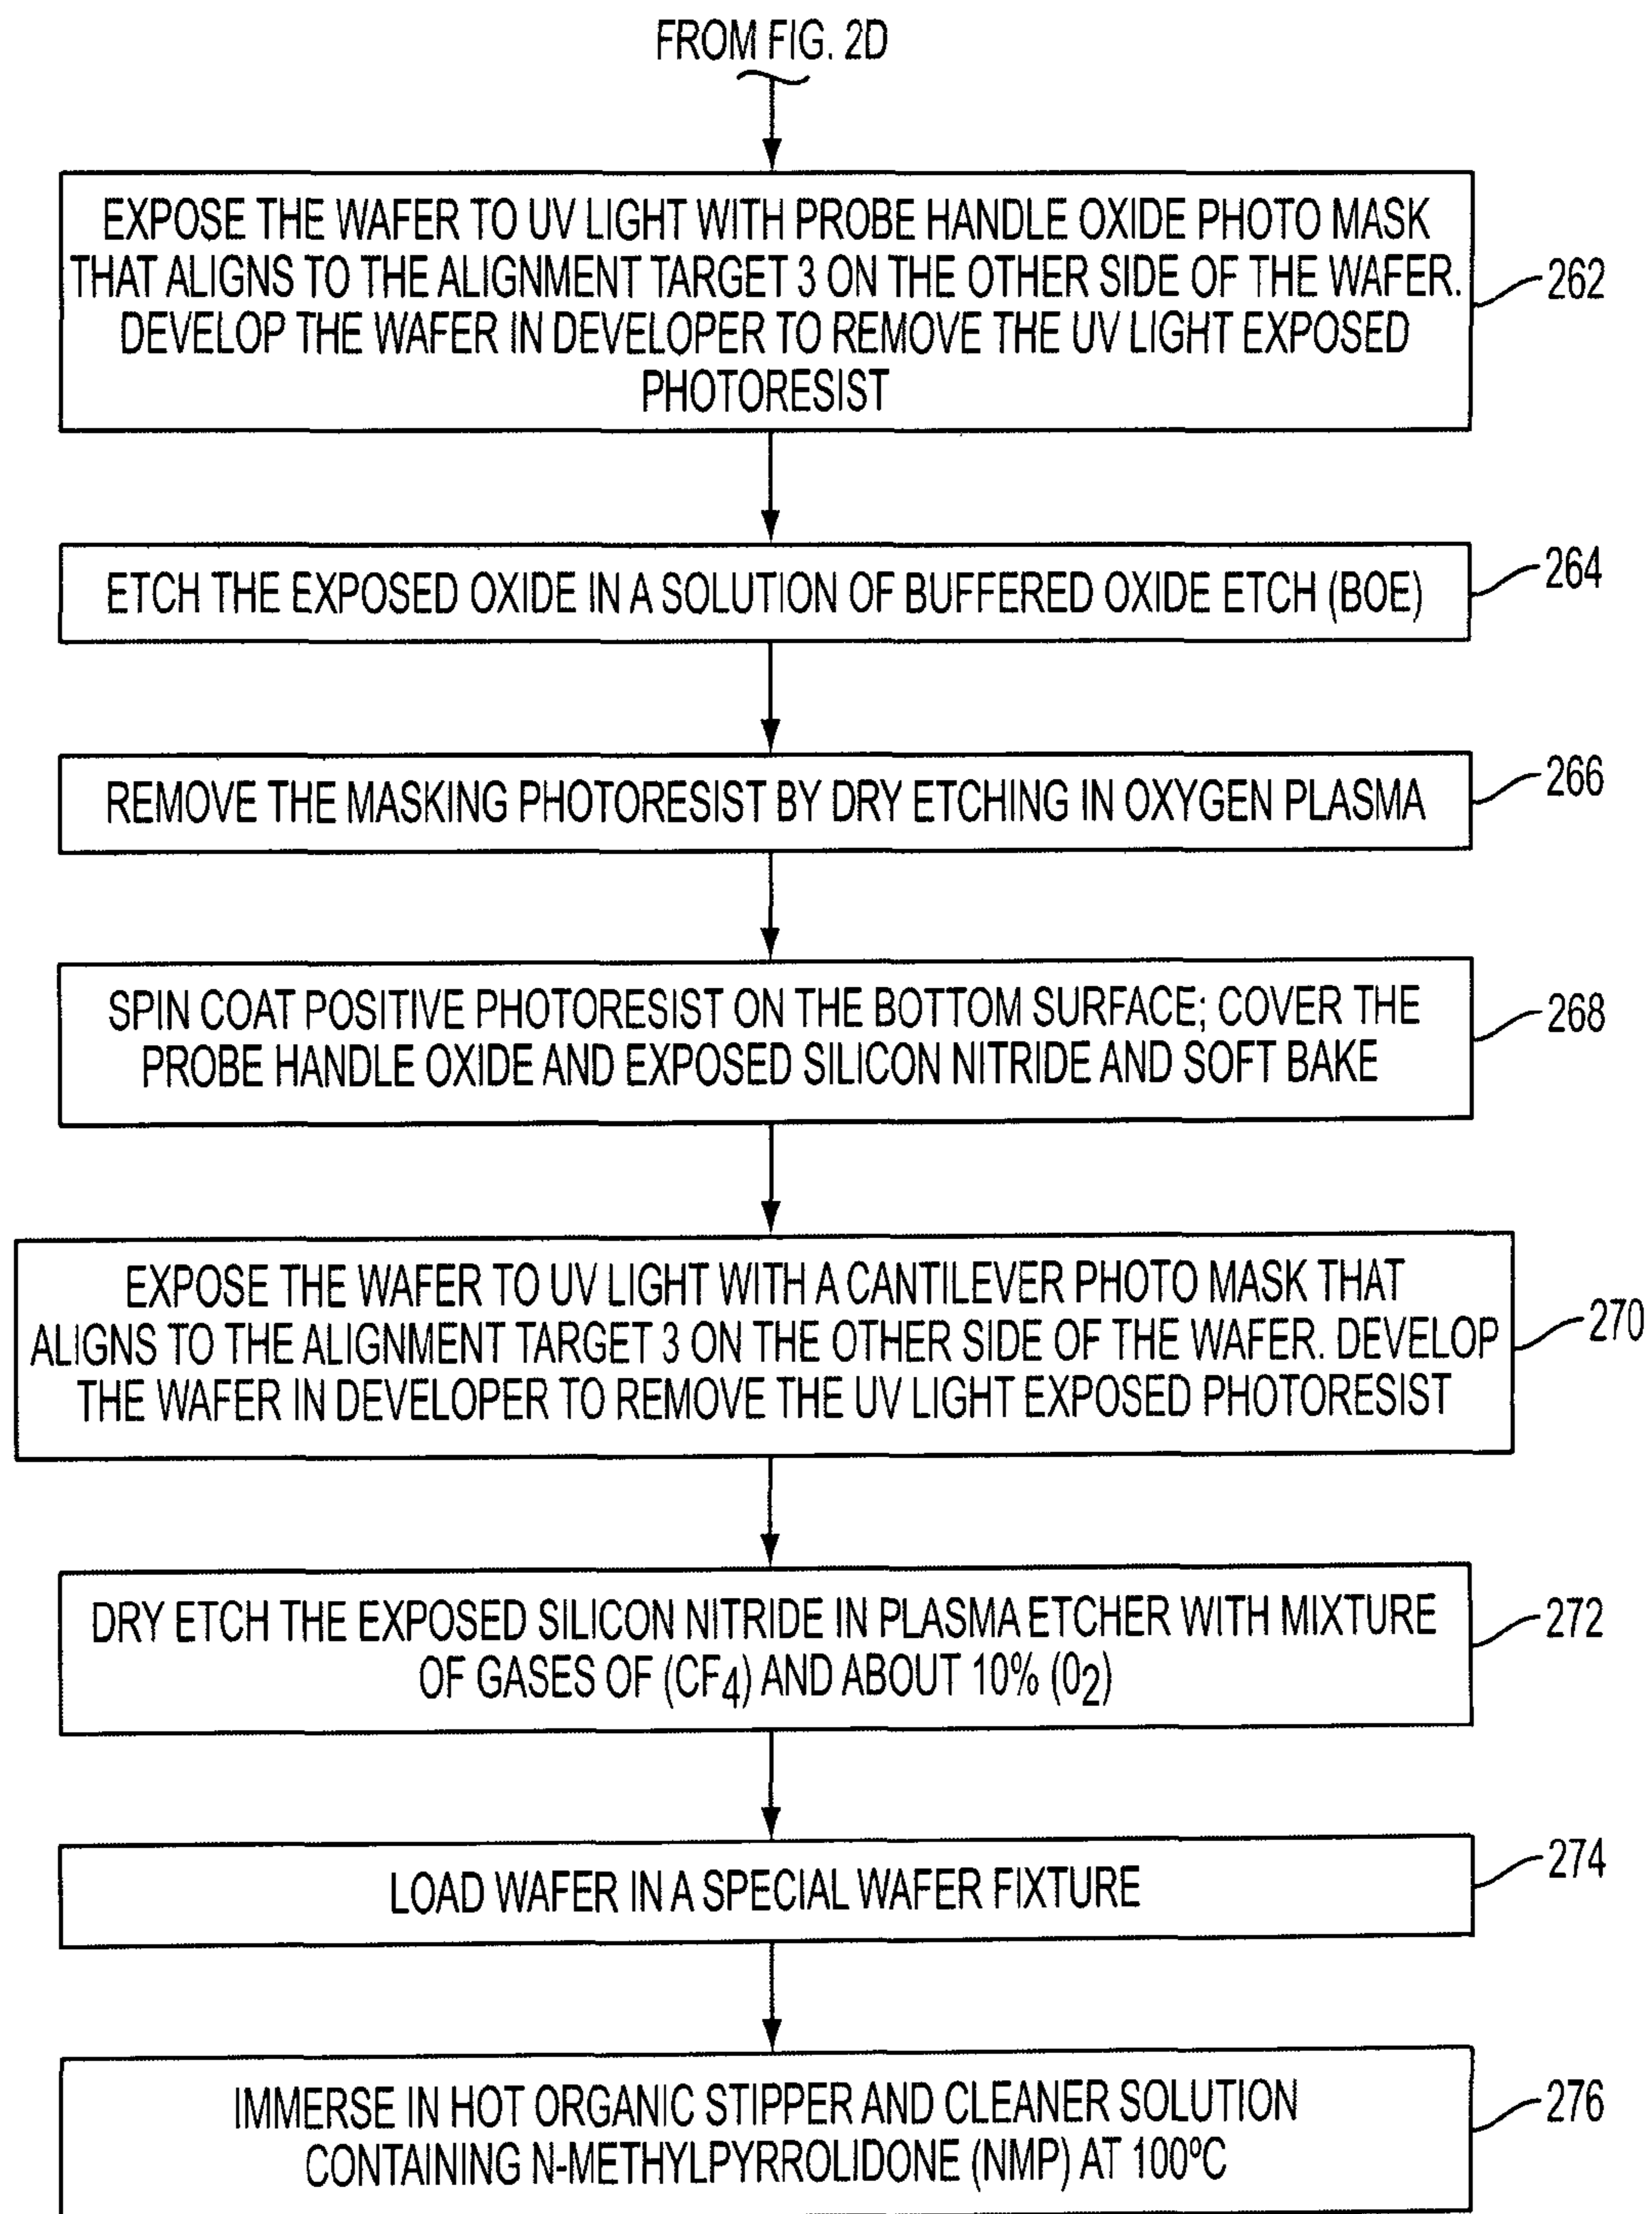 FROM FIG. 2D
EXPOSE THE WAFER TO UV LIGHT WITH PROBE HANDLE OXIDE PHOTO MASK
THAT ALIGNS TO THE ALIGNMENT TARGET 3 ON THE OTHER SIDE OF THE WAFER.
DEVELOP THE WAFER IN DEVELOPER TO REMOVE THE UV LIGHT EXPOSED
PHOTORESIST
262
ETCH THE EXPOSED OXIDE IN A SOLUTION OF BUFFERED OXIDE ETCH (BOE)
264
REMOVE THE MASKING PHOTORESIST BY DRY ETCHING IN OXYGEN PLASMA
266
SPIN COAT POSITIVE PHOTORESIST ON THE BOTTOM SURFACE; COVER THE
PROBE HANDLE OXIDE AND EXPOSED SILICON NITRIDE AND SOFT BAKE
268
EXPOSE THE WAFER TO UV LIGHT WITH A CANTILEVER PHOTO MASK THAT
ALIGNS TO THE ALIGNMENT TARGET 3 ON THE OTHER SIDE OF THE WAFER. DEVELOP
THE WAFER IN DEVELOPER TO REMOVE THE UV LIGHT EXPOSED PHOTORESIST
270
DRY ETCH THE EXPOSED SILICON NITRIDE IN PLASMA ETCHER WITH MIXTURE
OF GASES OF (CF4) AND ABOUT 10% (02)
272
LOAD WAFER IN A SPECIAL WAFER FIXTURE
274
IMMERSE IN HOT ORGANIC STIPPER AND CLEANER SOLUTION
CONTAINING N-METHYLPYRROLIDONE (NMP) AT 100ºC
276